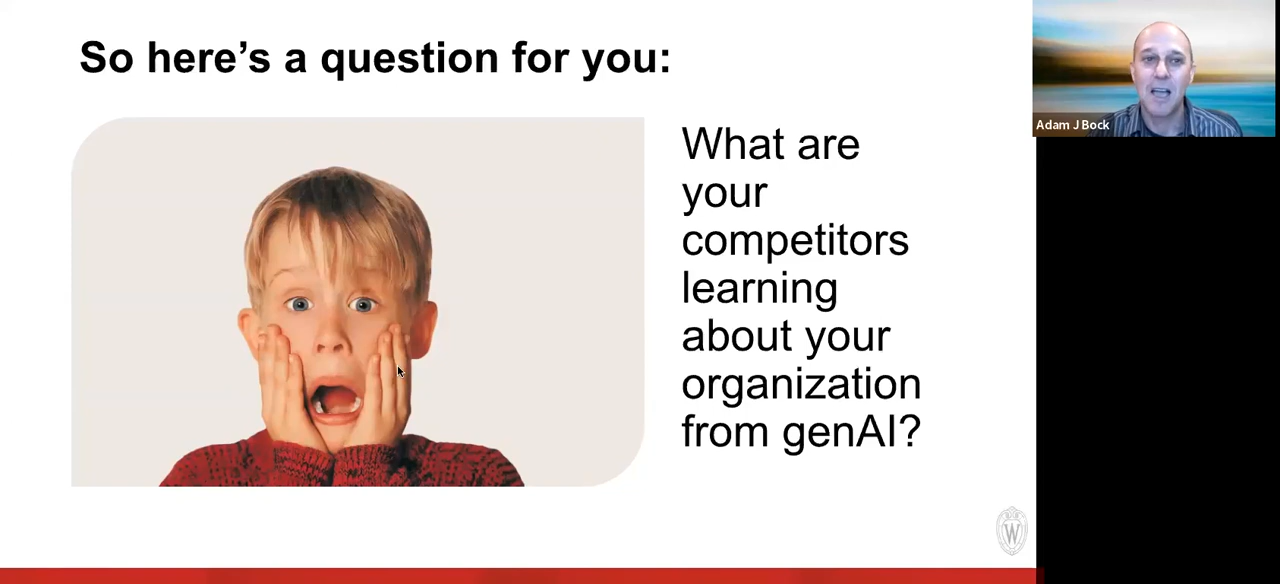 So here’s a question for you:
What are
your
competitors
learning
about your
organization
from genAI?
Adam J Bock
W